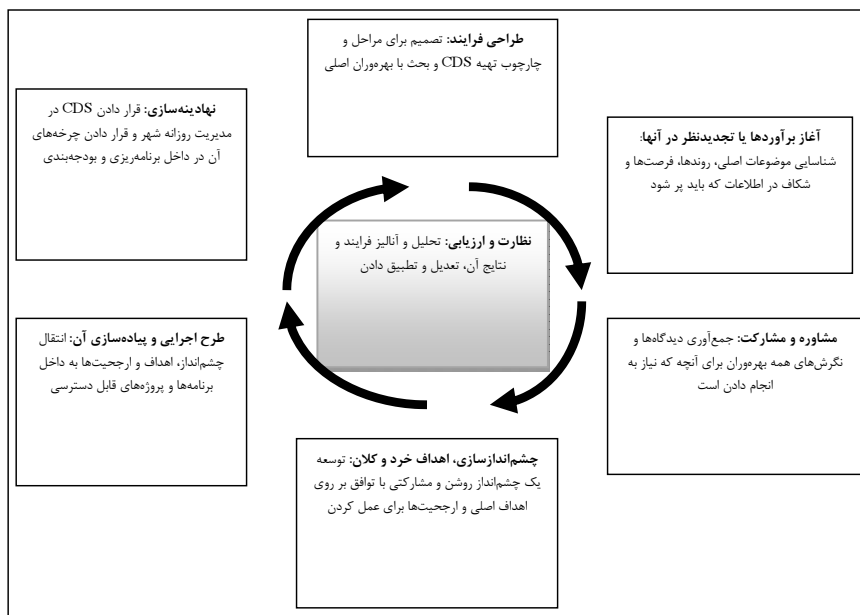 طراحی فرایند: تصمیم برای مراحل و
چارچوب تهیه CDS و بحث با بهره‌وران اصلی
آغاز برآوردها یا تجدیدنظر در آنها:
شناسایی موضوعات اصلی، روندها، فرصت‌ها و
شکاف در اطلاعات که باید پر شود
مشاوره و مشارکت: جمع‌آوری دیدگاه‌ها و
نگرش‌های همه بهره‌وران برای آنچه که نیاز به
انجام دادن است
چشم‌اندازسازی، اهداف خرد و کلان: توسعه
یک چشم‌انداز روشن و مشارکتی با توافق بر روی
اهداف اصلی و ارجحیت‌ها برای عمل کردن
طرح اجرایی و پیاده‌سازی آن: انتقال
چشم‌انداز، اهداف و ارجحیت‌ها به داخل
برنامه‌ها و پروژه‌های قابل دسترسی
نهادینه‌سازی: قرار دادن CDS در
مدیریت روزانه شهر و قرار دادن چرخه‌های
آن در داخل برنامه‌ریزی و بودجه‌بندی
نظارت و ارزیابی: تحلیل و آنالیز فرایند و
نتایج آن، تعدیل و تطبیق دادن